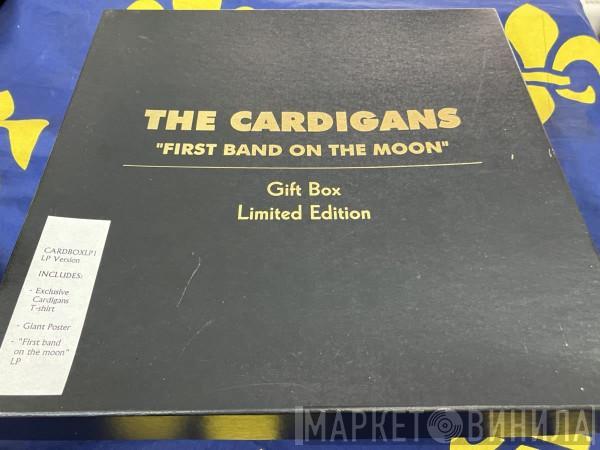 THE CARDIGANS
"FIRST BAND ON THE MOON"
Gift Box
Limited Edition
CARDBOXLP1
LP Version
INCLUDES:
- Exclusive
Cardigans
T-shirt
- Giant Poster
- "First band
on the moon"
LP
МАРКЕТ ВИНИЛА